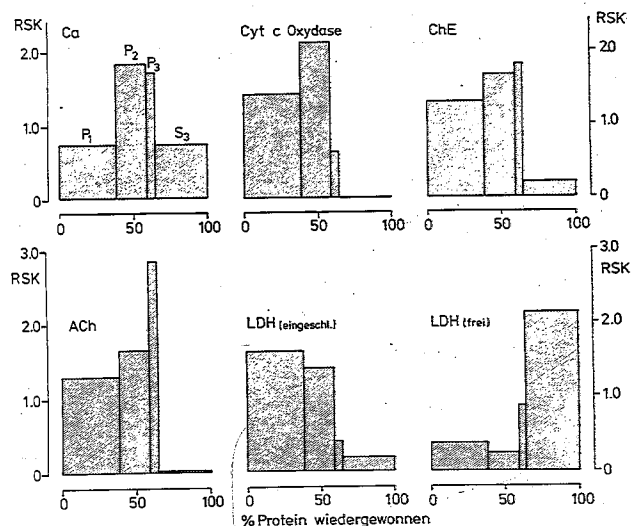 RSK Ca Cyt c Oxydase ChE RSK
2.0 P₂ P₃ 2.0
1.0 P₁ S₃ 1.0
0 0
0 50 100 0 50 100 0 50 100
3.0 3.0
RSK ACh LDH (eingeschl.) LDH (frei) RSK
2.0 2.0
1.0 1.0
0 0
0 50 100 0 50 100 0 50 100
% Protein wiedergewonnen